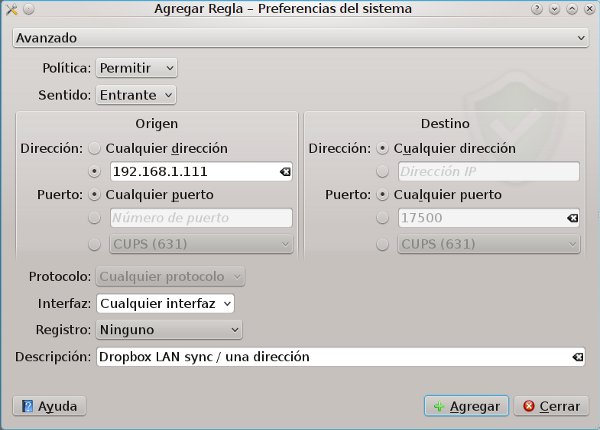 Agregar Regla – Preferencias del sistema
Avanzado
Política: Permitir
Sentido: Entrante
Origen
Dirección: Cualquier dirección
192.168.1.111
Puerto: Cualquier puerto
Número de puerto
CUPS (631)
Destino
Dirección: Cualquier dirección
Dirección IP
Puerto: Cualquier puerto
17500
CUPS (631)
Protocolo: Cualquier protocolo
Interfaz: Cualquier interfaz
Registro: Ninguno
Descripción: Dropbox LAN sync / una dirección
Ayuda
Agregar
Cerrar